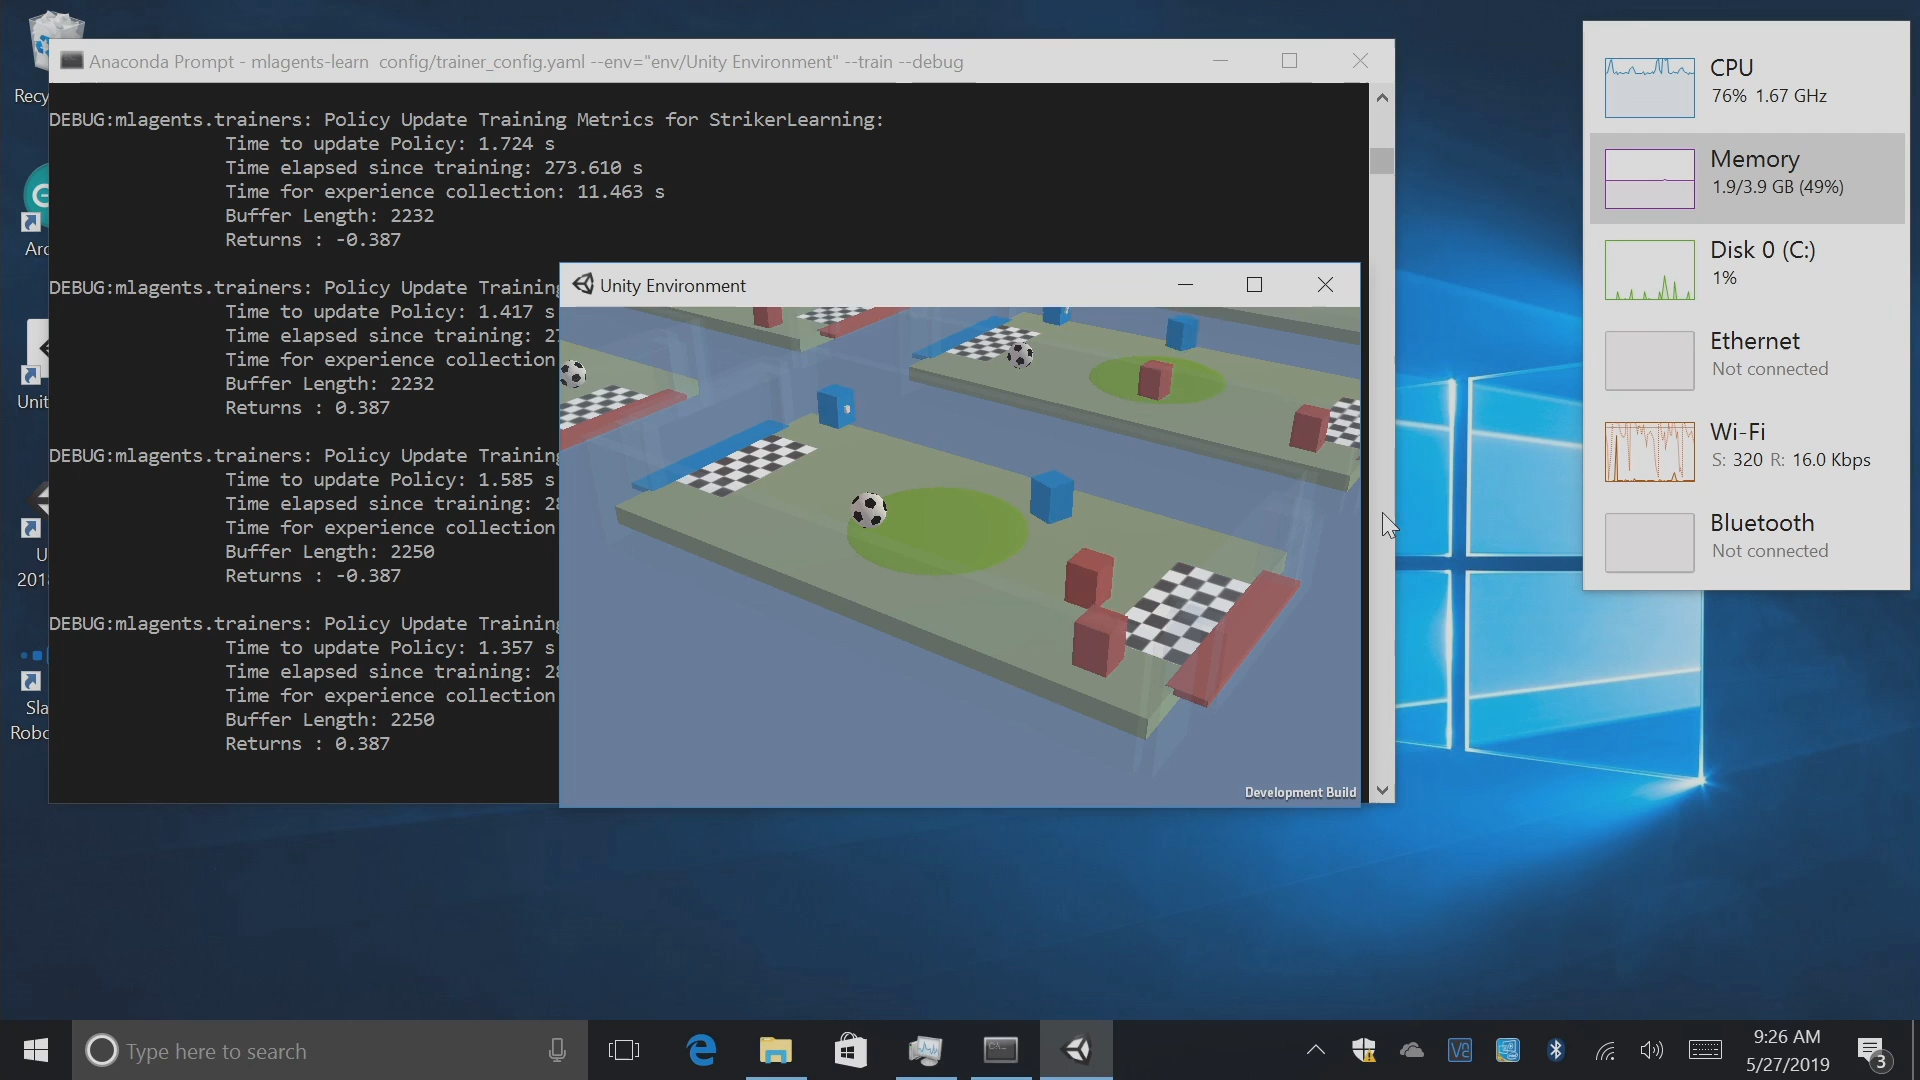 Recy
Arc
Unit
U
2018
Sla
Robo
Anaconda Prompt - mlagents-learn config/trainer_config.yaml --env="env/Unity Environment" --train --debug
DEBUG:mlagents.trainers: Policy Update Training Metrics for StrikerLearning:
Time to update Policy: 1.724 s
Time elapsed since training: 273.610 s
Time for experience collection: 11.463 s
Buffer Length: 2232
Returns : -0.387
DEBUG:mlagents.trainers: Policy Update Training
Time to update Policy: 1.417 s
Time elapsed since training: 27
Time for experience collection
Buffer Length: 2232
Returns : 0.387
DEBUG:mlagents.trainers: Policy Update Training
Time to update Policy: 1.585 s
Time elapsed since training: 28
Time for experience collection
Buffer Length: 2250
Returns : -0.387
DEBUG:mlagents.trainers: Policy Update Training
Time to update Policy: 1.357 s
Time elapsed since training: 28
Time for experience collection
Buffer Length: 2250
Returns : 0.387
Unity Environment
Development Build
CPU
76% 1.67 GHz
Memory
1.9/3.9 GB (49%)
Disk 0 (C:)
1%
Ethernet
Not connected
Wi-Fi
S: 320 R: 16.0 Kbps
Bluetooth
Not connected
Type here to search
9:26 AM
5/27/2019
3